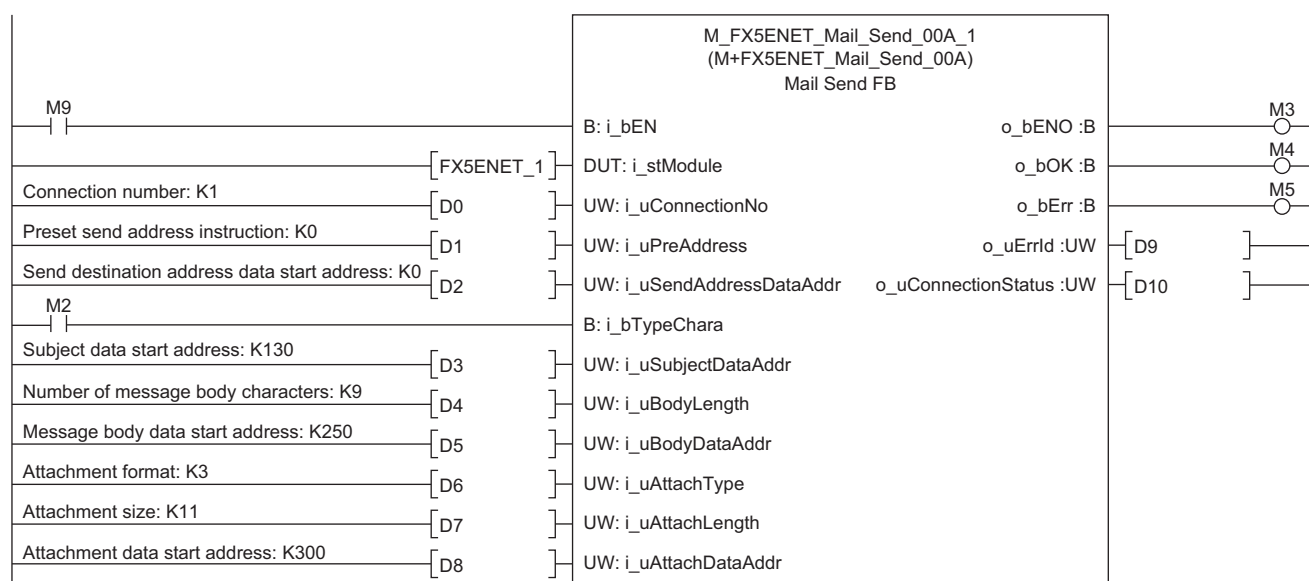 M_FX5ENET_Mail_Send_00A_1
(M+FX5ENET_Mail_Send_00A)
Mail Send FB
M9
B: i_bEN
o_bENO :B
M3
FX5ENET_1
DUT: i_stModule
o_bOK :B
M4
Connection number: K1
D0
UW: i_uConnectionNo
o_bErr :B
M5
Preset send address instruction: K0
D1
UW: i_uPreAddress
o_uErrId :UW
D9
Send destination address data start address: K0
D2
UW: i_uSendAddressDataAddr
o_uConnectionStatus :UW
D10
M2
B: i_bTypeChara
Subject data start address: K130
D3
UW: i_uSubjectDataAddr
Number of message body characters: K9
D4
UW: i_uBodyLength
Message body data start address: K250
D5
UW: i_uBodyDataAddr
Attachment format: K3
D6
UW: i_uAttachType
Attachment size: K11
D7
UW: i_uAttachLength
Attachment data start address: K300
D8
UW: i_uAttachDataAddr